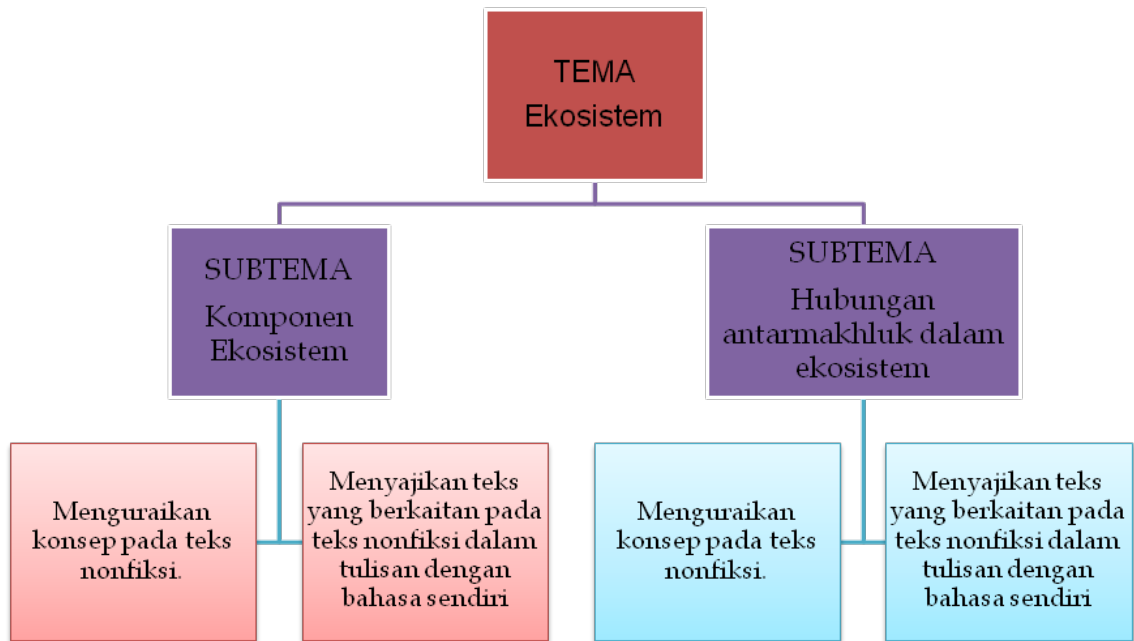 TEMA
Ekosistem
SUBTEMA
Komponen
Ekosistem
SUBTEMA
Hubungan
antarmakhluk dalam
ekosistem
Menguraikan
konsep pada teks
nonfiksi.
Menyajikan teks
yang berkaitan pada
teks nonfiksi dalam
tulisan dengan
bahasa sendiri
Menguraikan
konsep pada teks
nonfiksi.
Menyajikan teks
yang berkaitan pada
teks nonfiksi dalam
tulisan dengan
bahasa sendiri